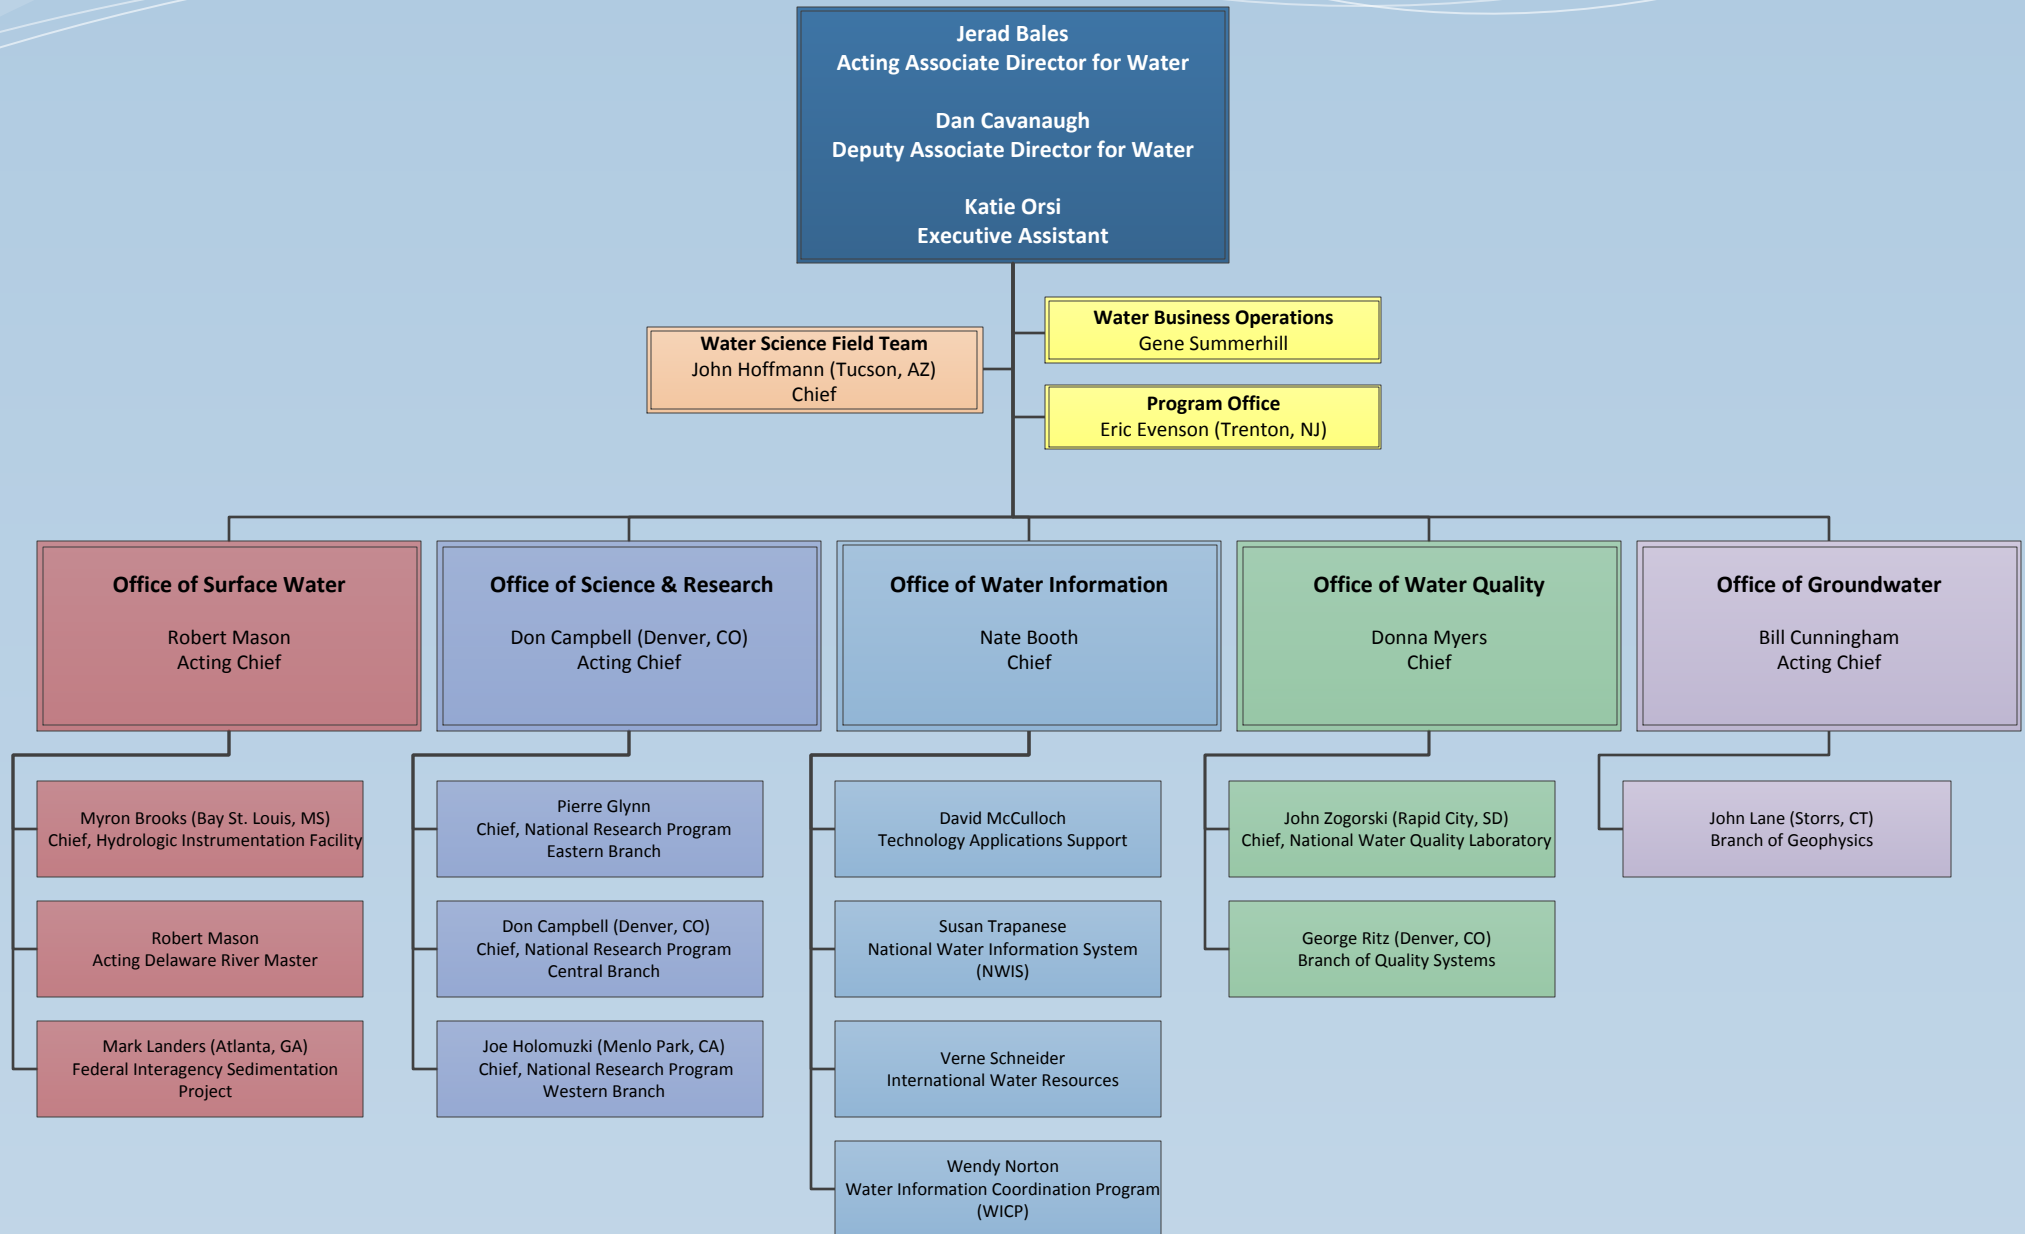 Jerad Bales
Acting Associate Director for Water
Dan Cavanaugh
Deputy Associate Director for Water
Katie Orsi
Executive Assistant
Water Business Operations
Gene Summerhill
Water Science Field Team
John Hoffmann (Tucson, AZ)
Chief
Program Office
Eric Evenson (Trenton, NJ)
Office of Surface Water
Robert Mason
Acting Chief
Office of Science & Research
Don Campbell (Denver, CO)
Acting Chief
Office of Water Information
Nate Booth
Chief
Office of Water Quality
Donna Myers
Chief
Office of Groundwater
Bill Cunningham
Acting Chief
Myron Brooks (Bay St. Louis, MS)
Chief, Hydrologic Instrumentation Facility
Robert Mason
Acting Delaware River Master
Mark Landers (Atlanta, GA)
Federal Interagency Sedimentation
Project
Pierre Glynn
Chief, National Research Program
Eastern Branch
Don Campbell (Denver, CO)
Chief, National Research Program
Central Branch
Joe Holomuzki (Menlo Park, CA)
Chief, National Research Program
Western Branch
David McCulloch
Technology Applications Support
Susan Trapanese
National Water Information System
(NWIS)
Verne Schneider
International Water Resources
Wendy Norton
Water Information Coordination Program
(WICP)
John Zogorski (Rapid City, SD)
Chief, National Water Quality Laboratory
George Ritz (Denver, CO)
Branch of Quality Systems
John Lane (Storrs, CT)
Branch of Geophysics